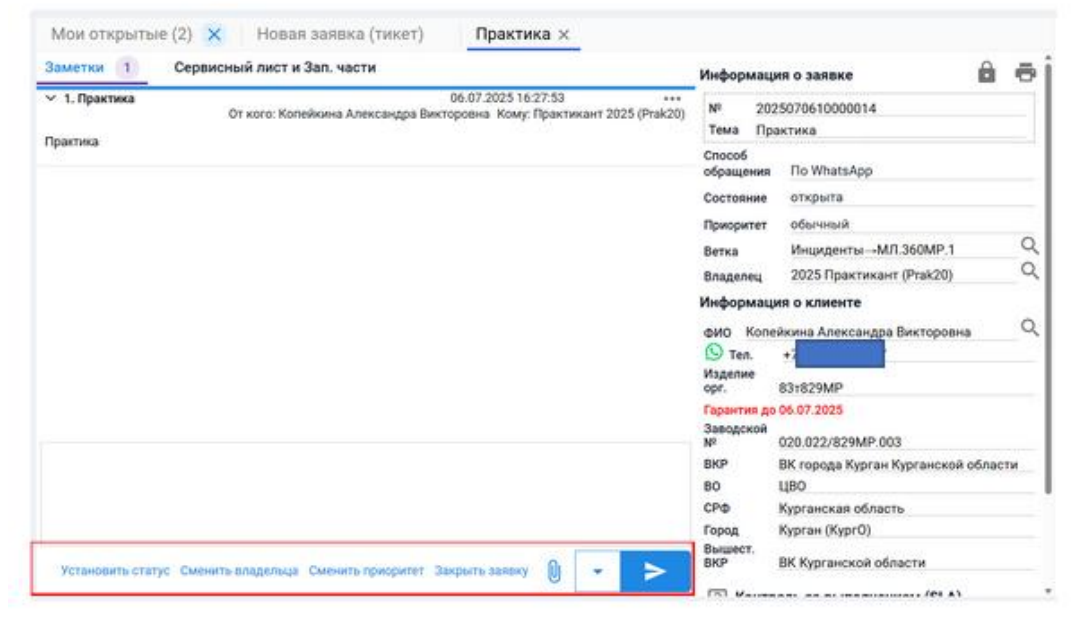 Мои открытые (2) × Новая заявка (тикет) Практика ×
Заметки 1 Сервисный лист и Зап. части
1. Практика 06.07.2025 16:27:53
От кого: Копейкина Александра Викторовна Кому: Практикант 2025 (Prak20)
Практика
Установить статус Сменить владельца Сменить приоритет Закрыть заявку
Информация о заявке
№ 2025070610000014
Тема Практика
Способ
обращения По WhatsApp
Состояние открыта
Приоритет обычный
Ветка Инциденты→МЛ.360МР.1
Владелец 2025 Практикант (Prak20)
Информация о клиенте
ФИО Копейкина Александра Викторовна
Тел. +7
Изделие
орг. 83т829МР
Гарантия до 06.07.2025
Заводской
№ 020.022/829МР.003
ВКР ВК города Курган Курганской области
ВО ЦВО
СРФ Курганская область
Город Курган (КургО)
Вышест.
ВКР ВК Курганской области